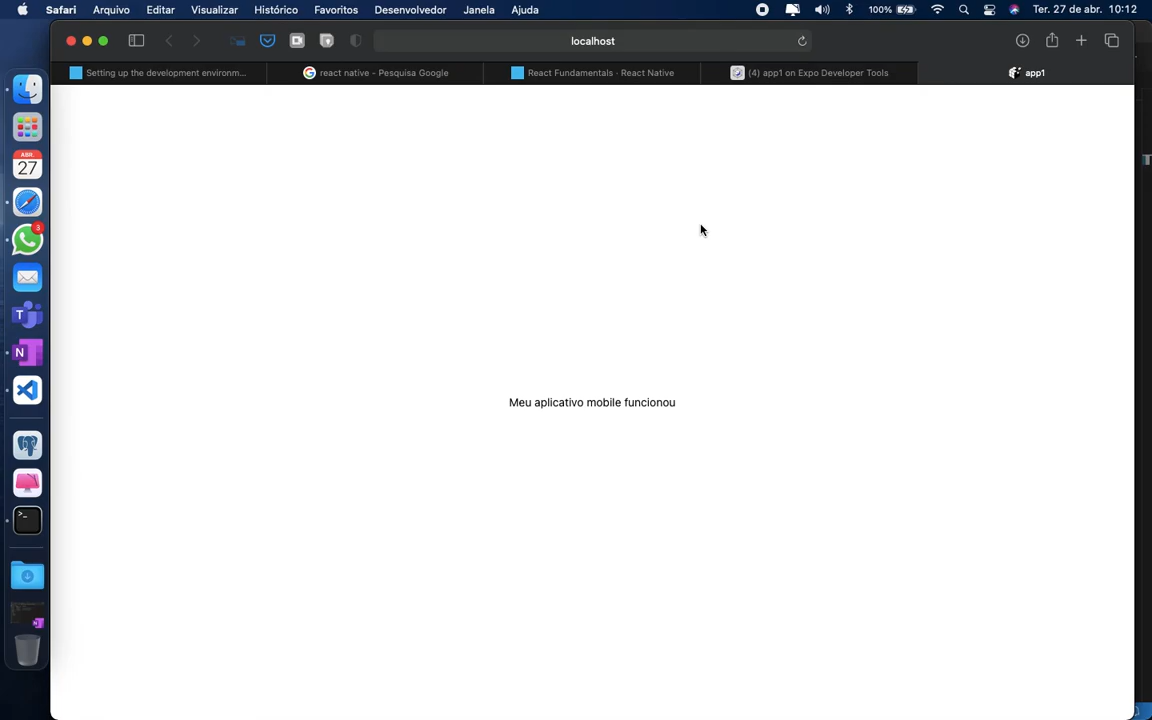 Safari Arquivo Editar Visualizar Histórico Favoritos Desenvolvedor Janela Ajuda 100% Ter. 27 de abr. 10:12
localhost
Setting up the development environm... react native - Pesquisa Google React Fundamentals · React Native (4) app1 on Expo Developer Tools app1
ABR.
27
3
T
N
Meu aplicativo mobile funcionou